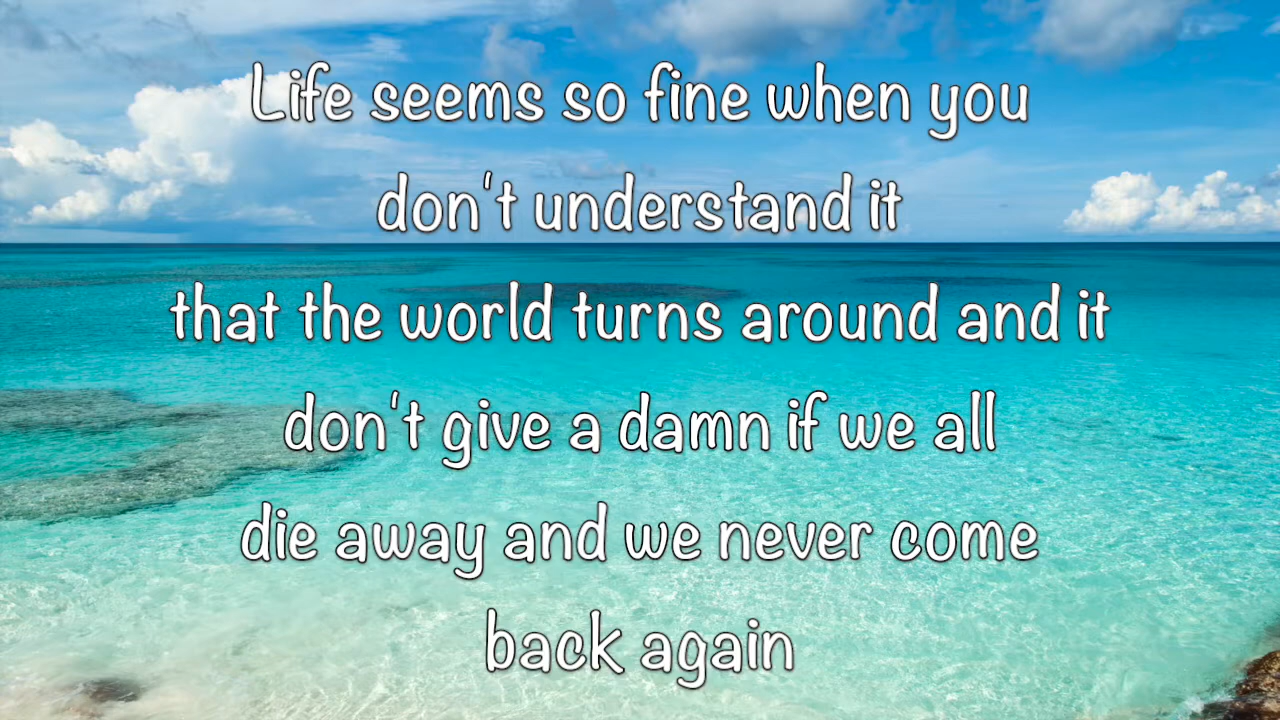 Life seems so fine when you
don't understand it
that the world turns around and it
don't give a damn if we all
die away and we never come
back again